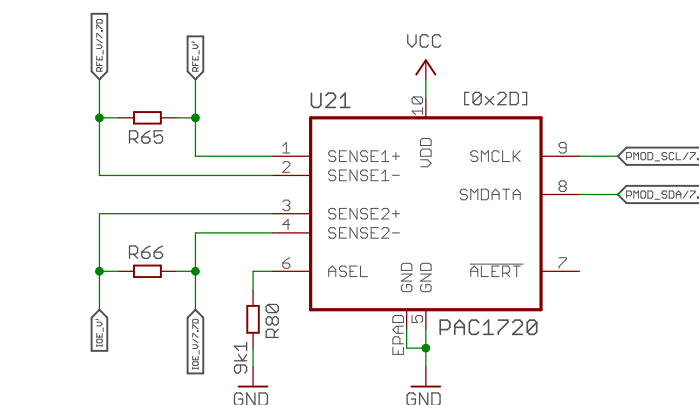 RFE_V/7.7D
RFE_V'
VCC
U21
10
[0x2D]
R65
1
SENSE1+
VDD
SMCLK
9
PMOD_SCL/7.
2
SENSE1-
SMDATA
8
PMOD_SDA/7.
3
SENSE2+
4
SENSE2-
R66
6
ASEL
GND
GND
ALERT
7
IOE_V'
IOE_V/7.7D
R80
9k1
EPAD
5
PAC1720
GND
GND